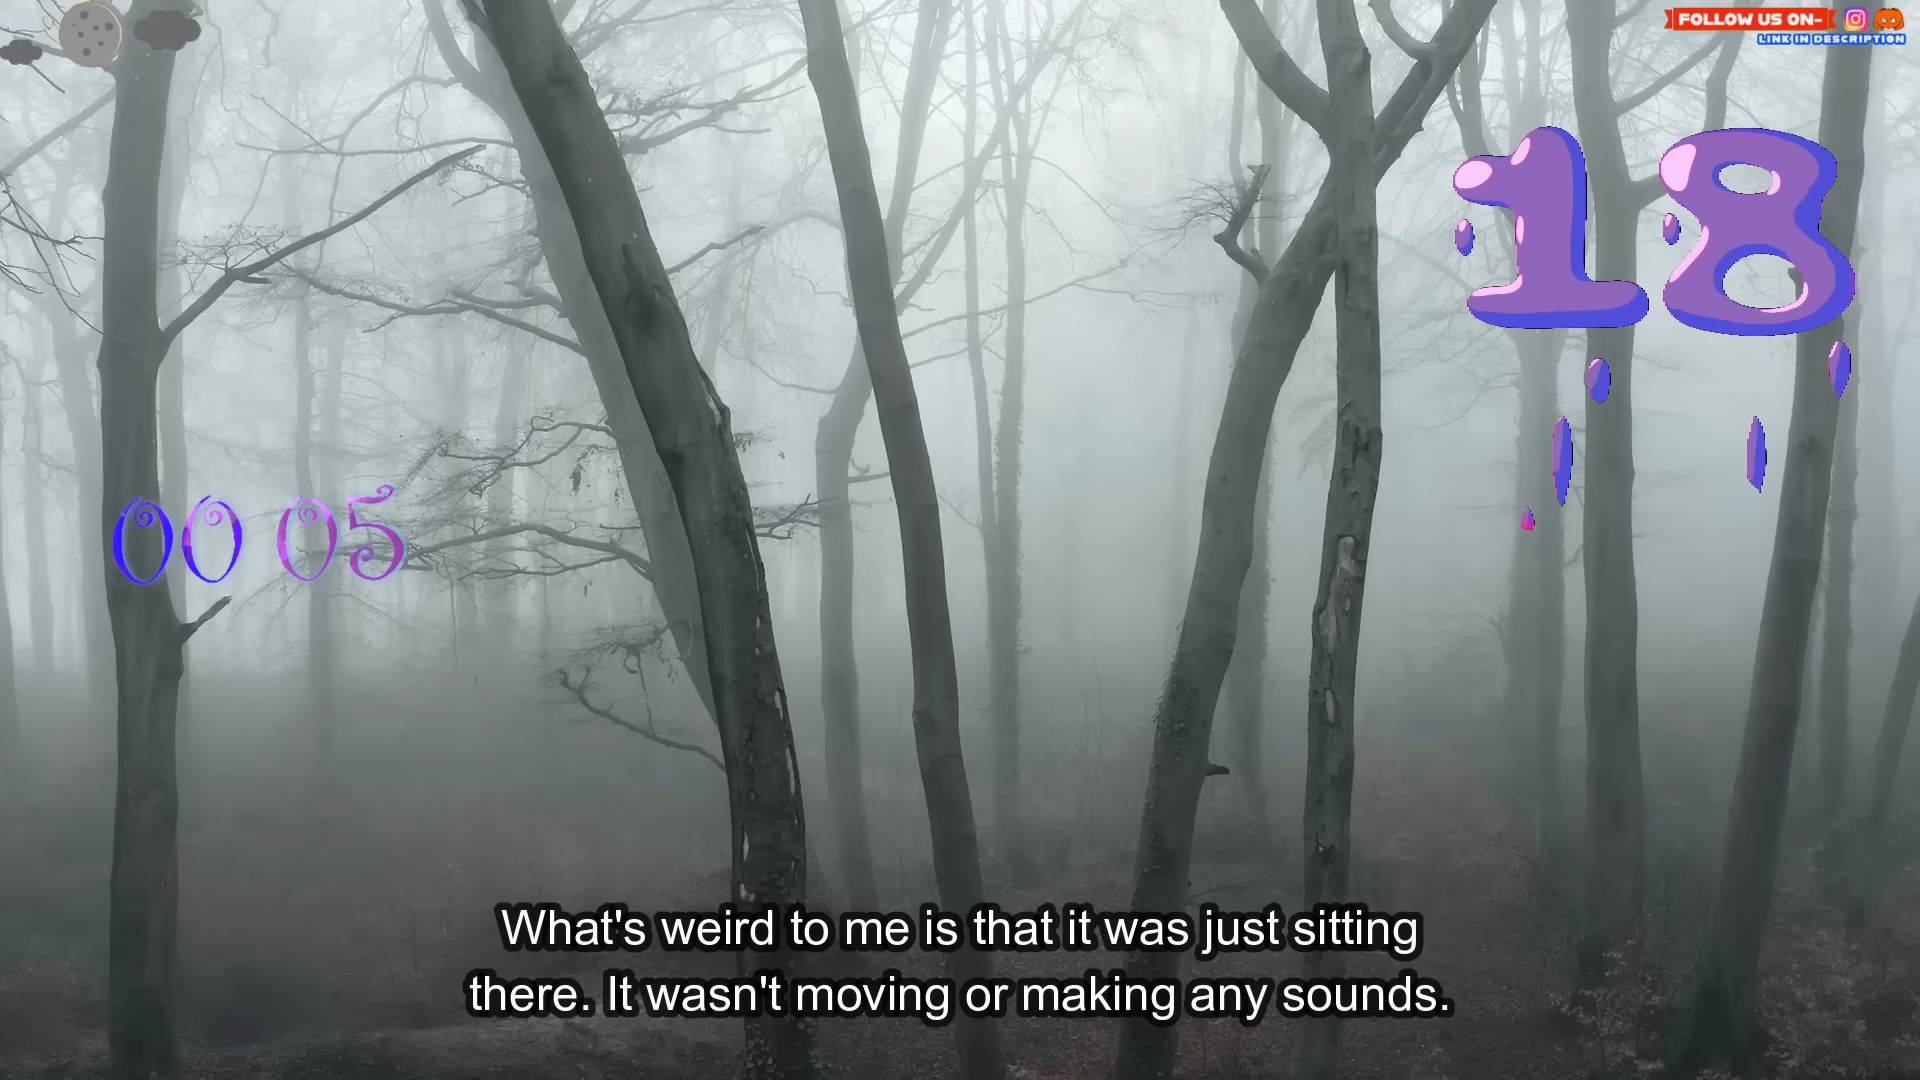 FOLLOW US ON-
LINK IN DESCRIPTION
18
00 05
What's weird to me is that it was just sitting
there. It wasn't moving or making any sounds.